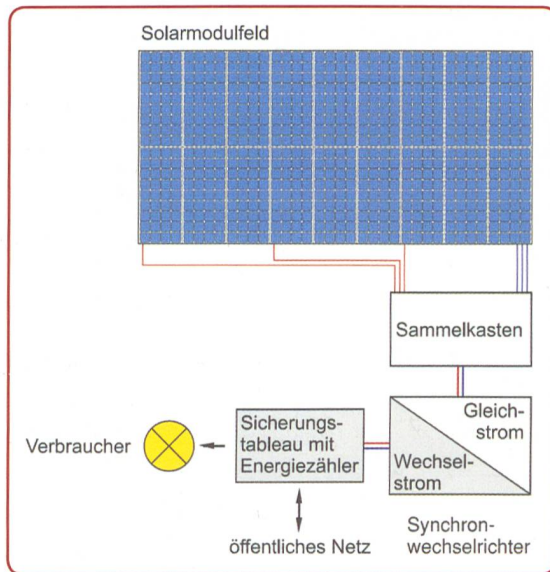 Solarmodulfeld
Sammelkasten
Gleich-
strom
Wechsel-
strom
Synchron-
wechselrichter
Sicherungs-
tableau mit
Energiezähler
Verbraucher
öffentliches Netz